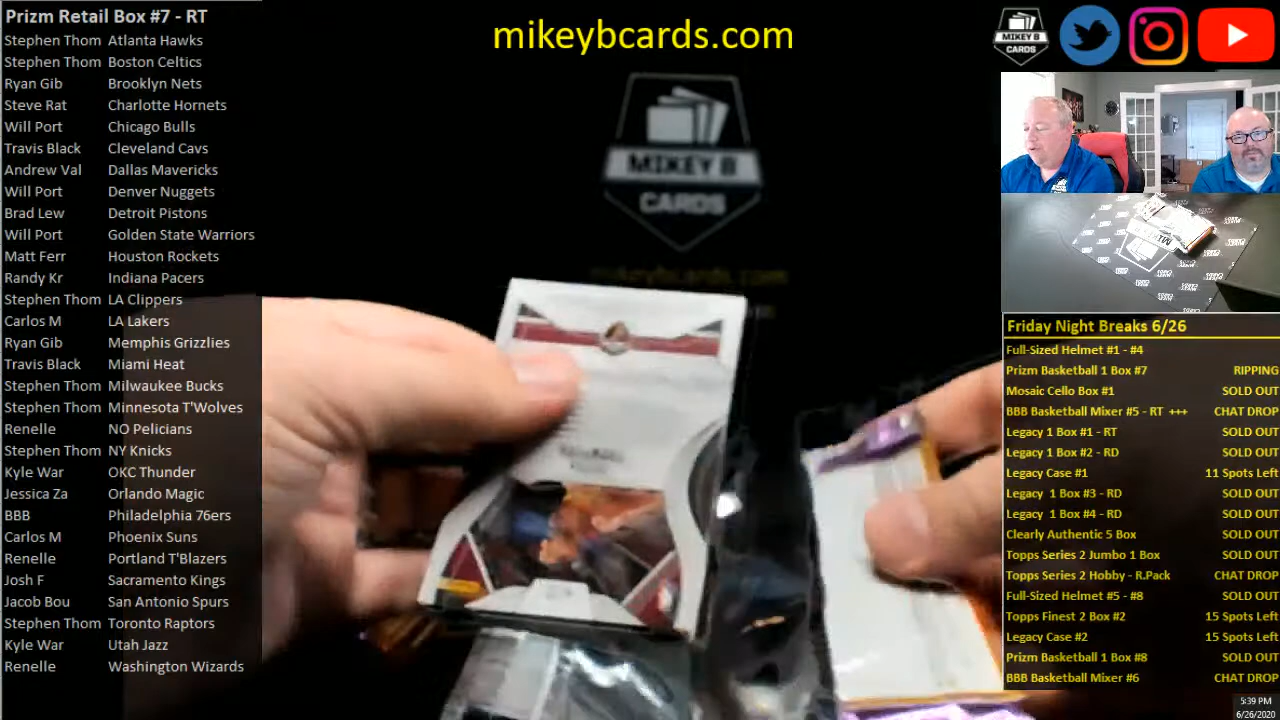 Prizm Retail Box #7 - RT
Stephen Thom Atlanta Hawks
Stephen Thom Boston Celtics
Ryan Gib Brooklyn Nets
Steve Rat Charlotte Hornets
Will Port Chicago Bulls
Travis Black Cleveland Cavs
Andrew Val Dallas Mavericks
Will Port Denver Nuggets
Brad Lew Detroit Pistons
Will Port Golden State Warriors
Matt Ferr Houston Rockets
Randy Kr Indiana Pacers
Stephen Thom LA Clippers
Carlos M LA Lakers
Ryan Gib Memphis Grizzlies
Travis Black Miami Heat
Stephen Thom Milwaukee Bucks
Stephen Thom Minnesota T'Wolves
Renelle NO Pelicians
Stephen Thom NY Knicks
Kyle War OKC Thunder
Jessica Za Orlando Magic
BBB Philadelphia 76ers
Carlos M Phoenix Suns
Renelle Portland T'Blazers
Josh F Sacramento Kings
Jacob Bou San Antonio Spurs
Stephen Thom Toronto Raptors
Kyle War Utah Jazz
Renelle Washington Wizards
mikeybcards.com
MIKEY B
CARDS
mikeybcards.com
MIKEY B
CARDS
Friday Night Breaks 6/26
Full-Sized Helmet #1 - #4
Prizm Basketball 1 Box #7 RIPPING
Mosaic Cello Box #1 SOLD OUT
BBB Basketball Mixer #5 - RT +++ CHAT DROP
Legacy 1 Box #1 - RT SOLD OUT
Legacy 1 Box #2 - RD SOLD OUT
Legacy Case #1 11 Spots Left
Legacy 1 Box #3 - RD SOLD OUT
Legacy 1 Box #4 - RD SOLD OUT
Clearly Authentic 5 Box SOLD OUT
Topps Series 2 Jumbo 1 Box SOLD OUT
Topps Series 2 Hobby - R.Pack CHAT DROP
Full-Sized Helmet #5 - #8 SOLD OUT
Topps Finest 2 Box #2 15 Spots Left
Legacy Case #2 15 Spots Left
Prizm Basketball 1 Box #8 SOLD OUT
BBB Basketball Mixer #6 CHAT DROP
5:39 PM
6/26/2020